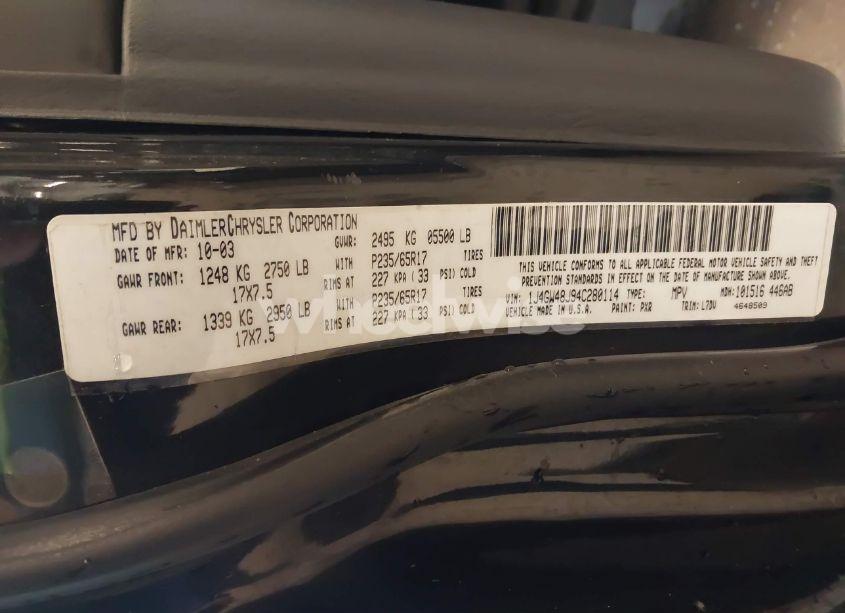 MFD BY DAIMLERCHRYSLER CORPORATION
DATE OF MFR: 10-03 GVWR: 2495 KG 05500 LB
GAWR FRONT: 1248 KG 2750 LB WITH P235/65R17 TIRES
17X7.5 RIMS AT 227 KPA ( 33 PSI) COLD
GAWR REAR: 1339 KG 2950 LB WITH P235/65R17 TIRES
17X7.5 RIMS AT 227 KPA ( 33 PSI) COLD
THIS VEHICLE CONFORMS TO ALL APPLICABLE FEDERAL MOTOR VEHICLE SAFETY AND THEFT
PREVENTION STANDARDS IN EFFECT ON THE DATE OF MANUFACTURE SHOWN ABOVE.
VIN: 1J4GW48J94C280114 TYPE: MPV MDH: 101516 446AB
VEHICLE MADE IN U.S.A. PAINT: PXR TRIM: L7DV 4648509
wheelwise